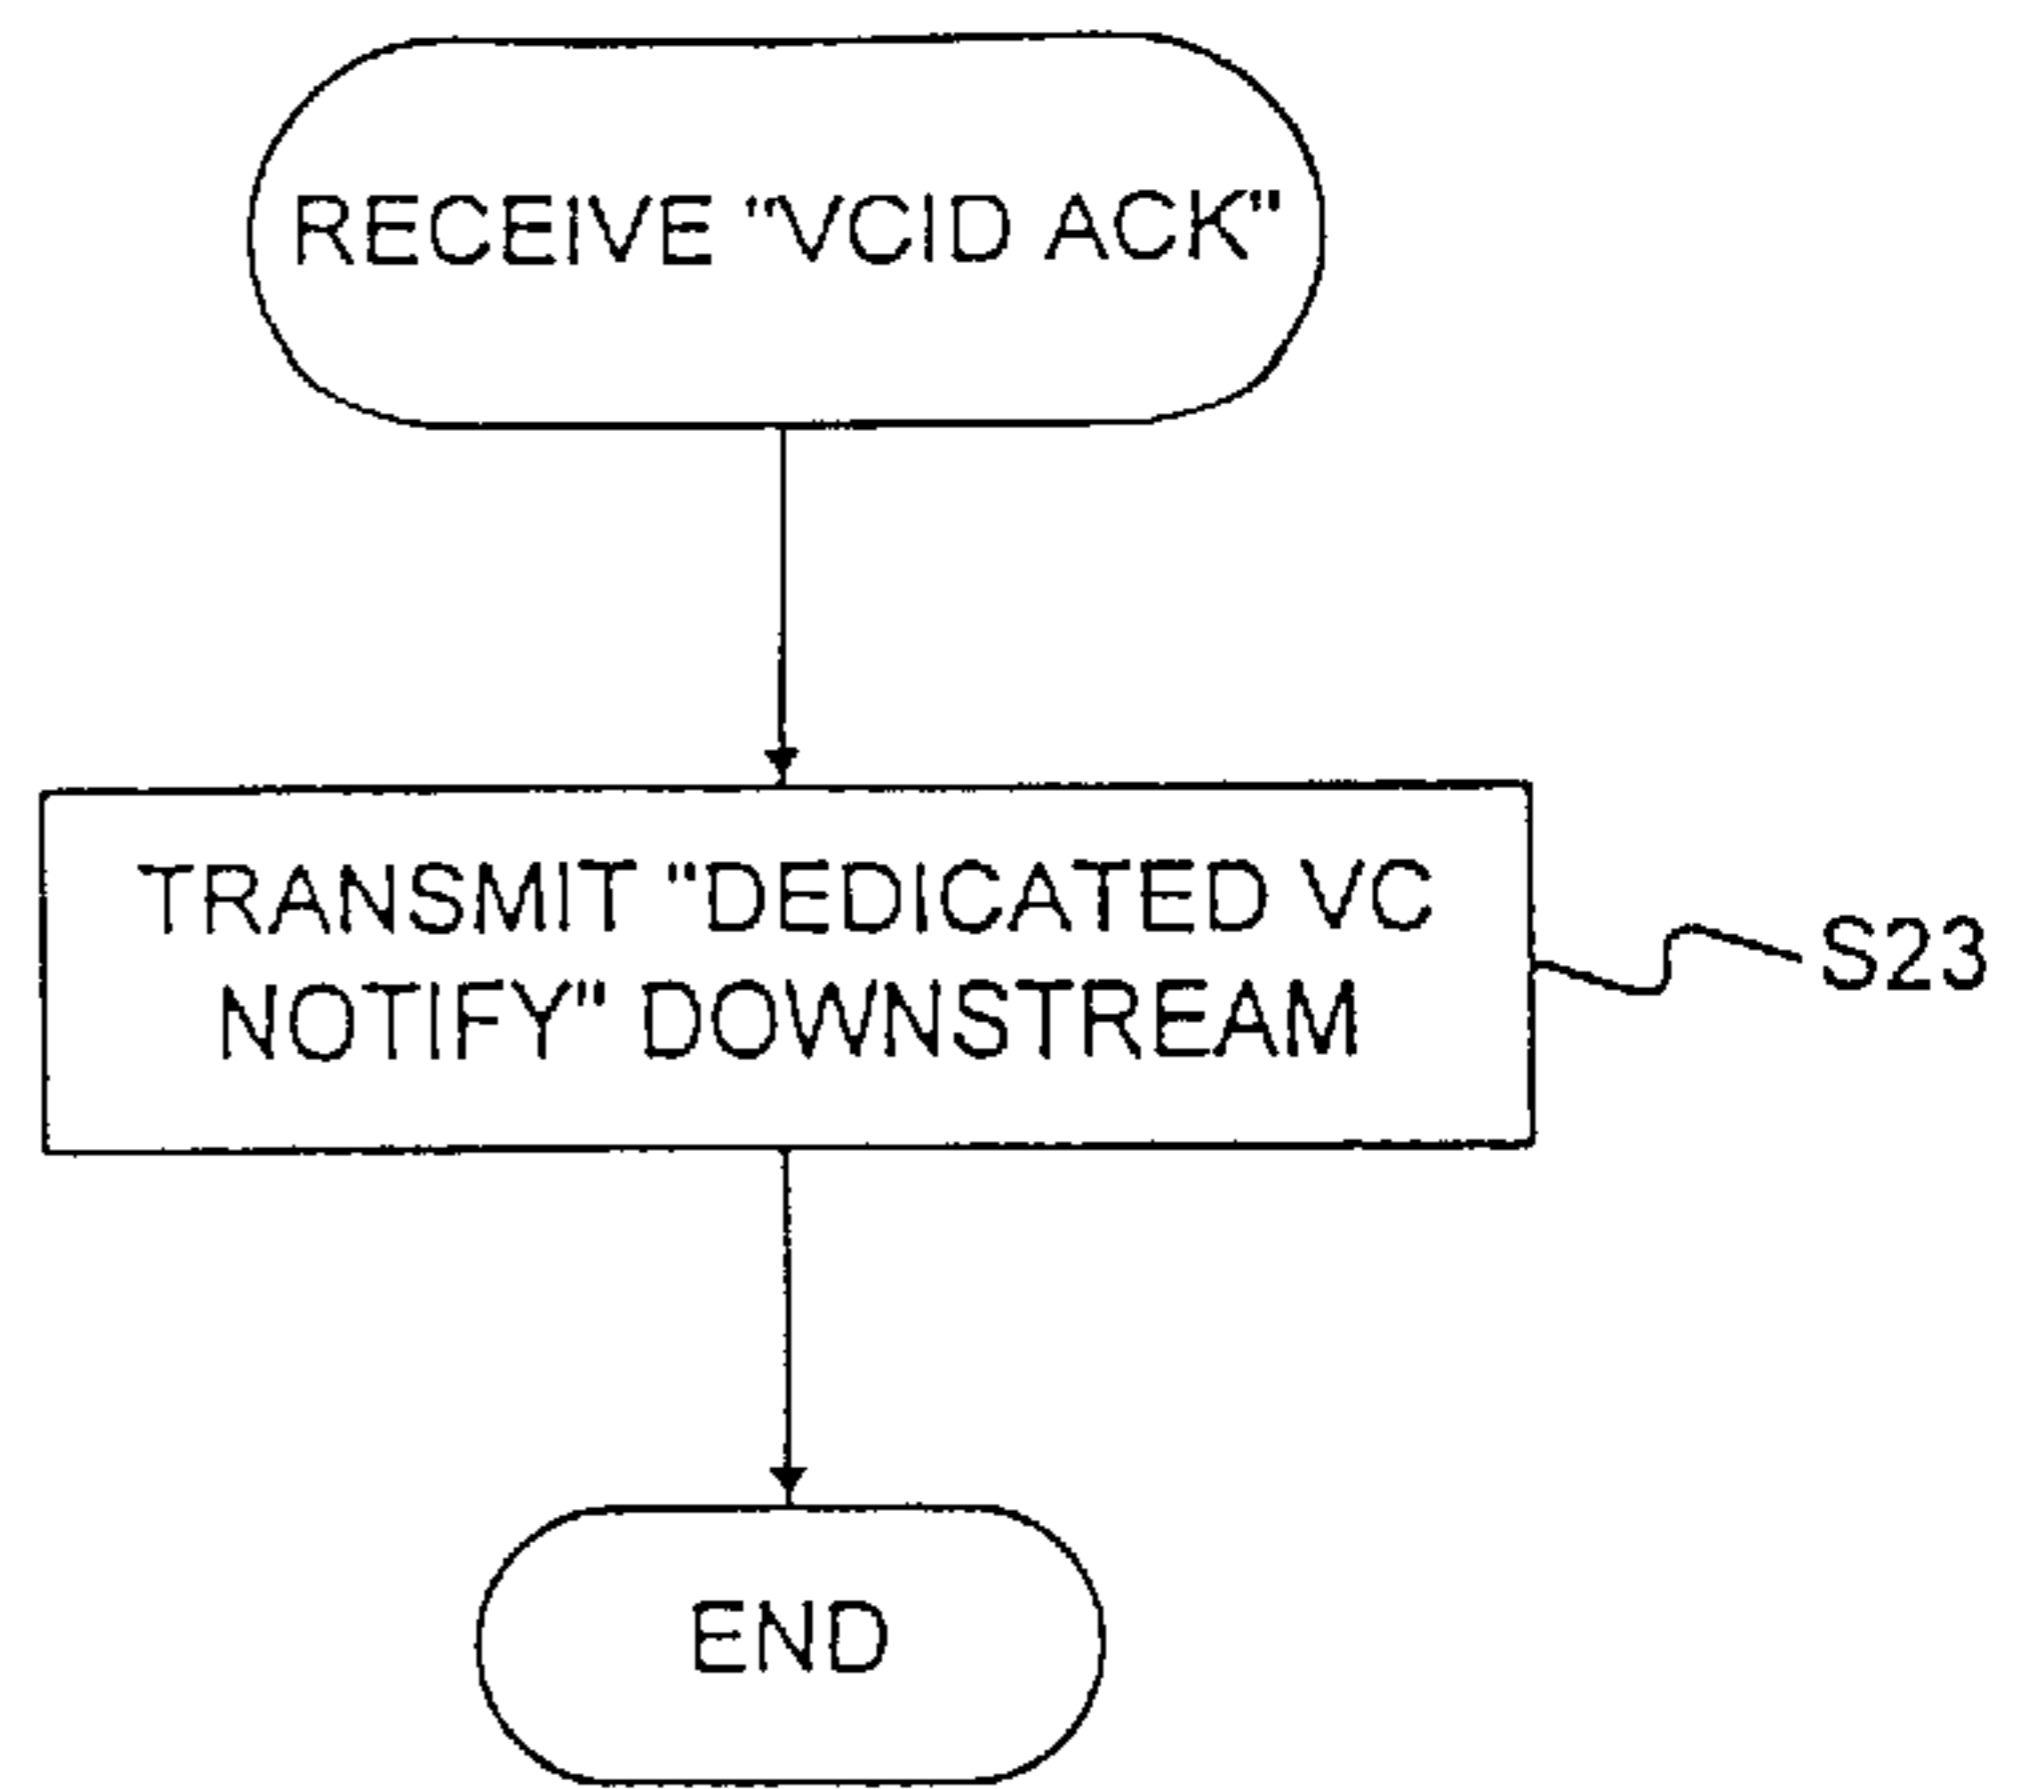 RECEIVE "VCID ACK"
TRANSMIT "DEDICATED VC
NOTIFY" DOWNSTREAM
S23
END